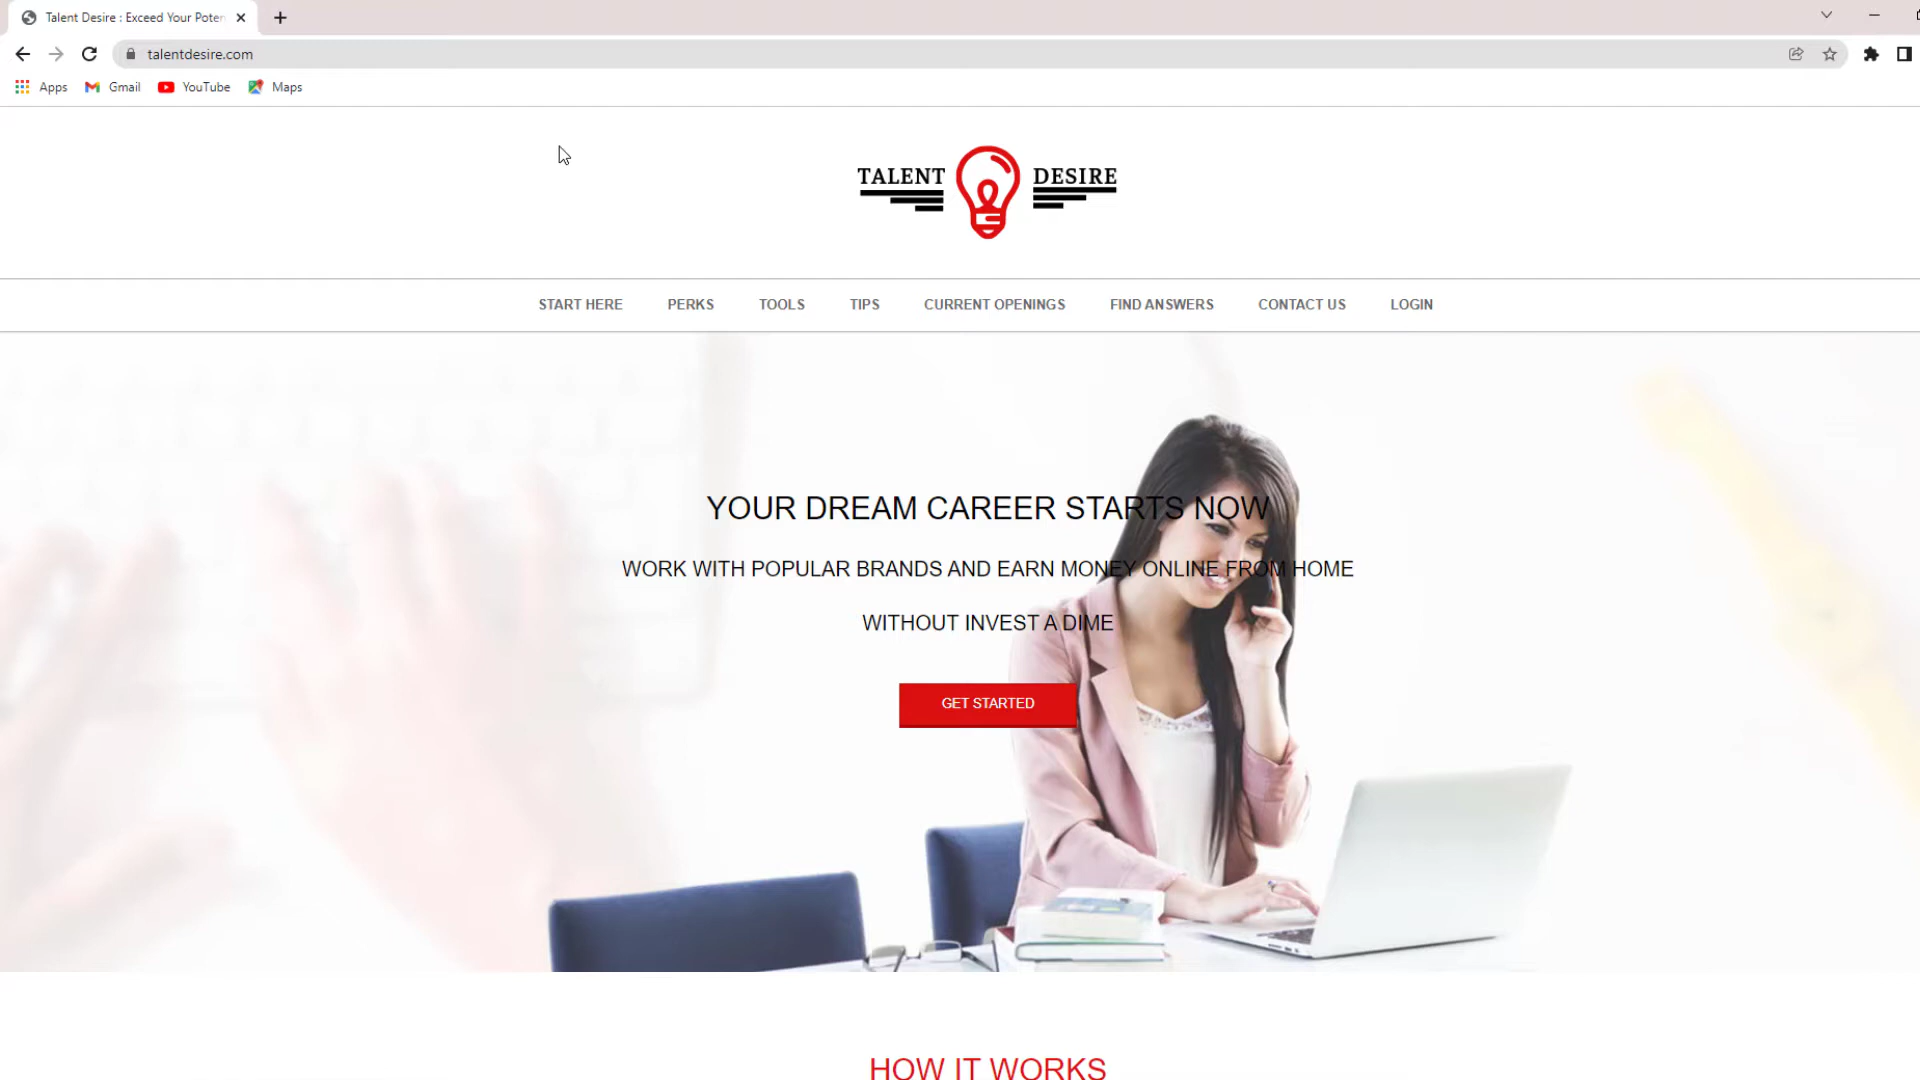 Talent Desire : Exceed Your Poten
talentdesire.com
Apps Gmail YouTube Maps
TALENT DESIRE
START HERE PERKS TOOLS TIPS CURRENT OPENINGS FIND ANSWERS CONTACT US LOGIN
YOUR DREAM CAREER STARTS NOW
WORK WITH POPULAR BRANDS AND EARN MONEY ONLINE FROM HOME
WITHOUT INVEST A DIME
GET STARTED
HOW IT WORKS